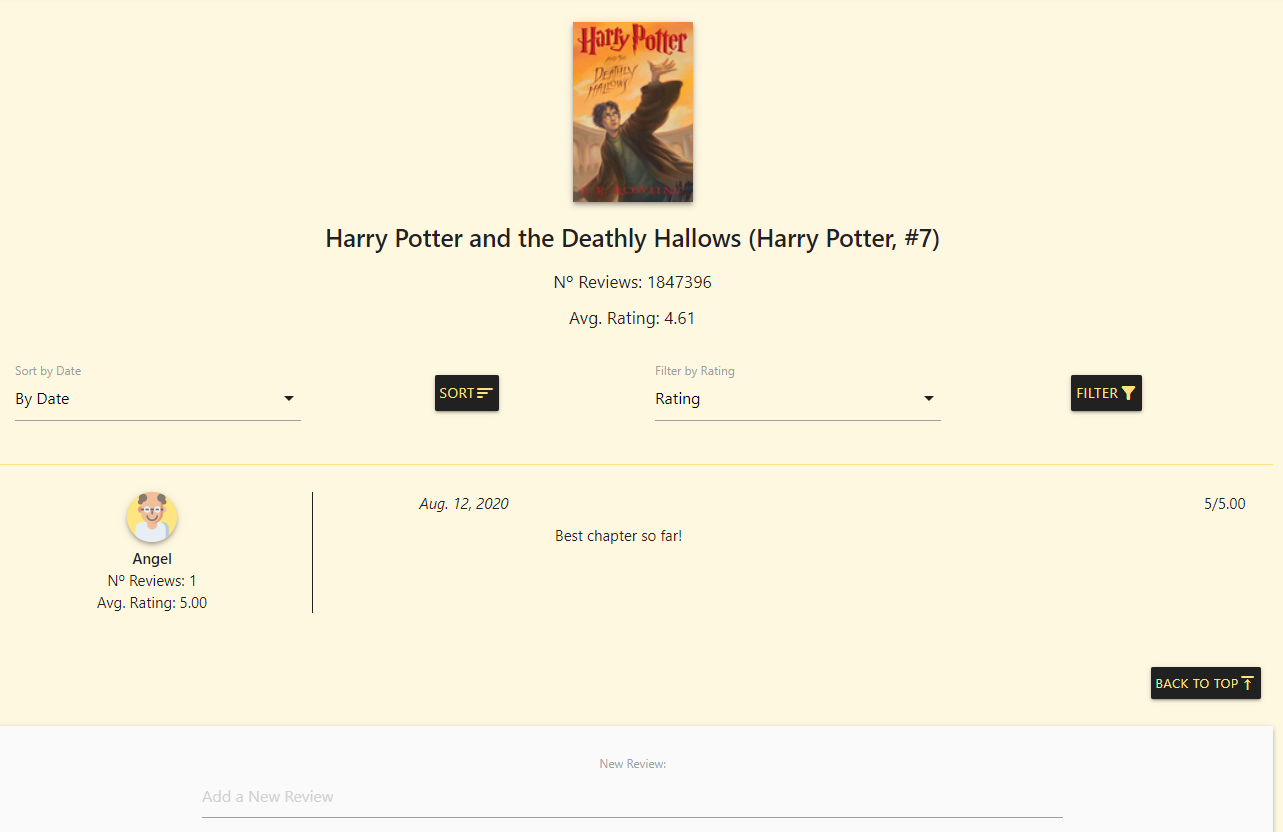 Harry Potter
AND THE
DEATHLY
HALLOWS
J. K. ROWLING
Harry Potter and the Deathly Hallows (Harry Potter, #7)
Nº Reviews: 1847396
Avg. Rating: 4.61
Sort by Date
By Date
SORT
Filter by Rating
Rating
FILTER
Angel
Nº Reviews: 1
Avg. Rating: 5.00
Aug. 12, 2020
5/5.00
Best chapter so far!
BACK TO TOP
New Review:
Add a New Review